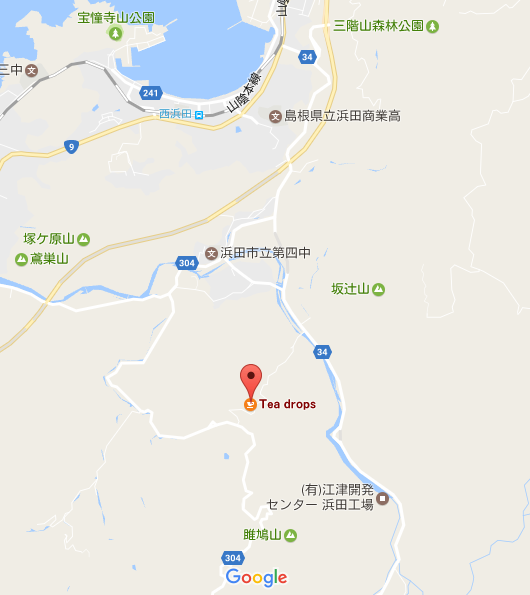 宝憧寺山公園
三階山森林公園
34
三中
241
山陰本線
西浜田
島根県立浜田商業高
9
塚ケ原山
浜田市立第四中
鳶巣山
304
坂辻山
34
Tea drops
(有)江津開発
センター 浜田工場
雎鳩山
304
Google